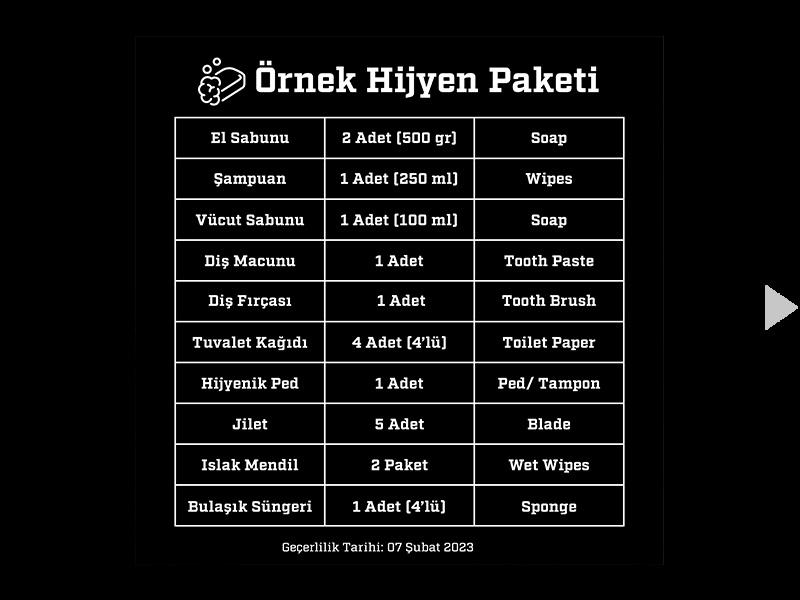 Örnek Hijyen Paketi
El Sabunu 2 Adet (500 gr) Soap
Şampuan 1 Adet (250 ml) Wipes
Vücut Sabunu 1 Adet (100 ml) Soap
Diş Macunu 1 Adet Tooth Paste
Diş Fırçası 1 Adet Tooth Brush
Tuvalet Kağıdı 4 Adet (4’lü) Toilet Paper
Hijyenik Ped 1 Adet Ped/ Tampon
Jilet 5 Adet Blade
Islak Mendil 2 Paket Wet Wipes
Bulaşık Süngeri 1 Adet (4’lü) Sponge
Geçerlilik Tarihi: 07 Şubat 2023